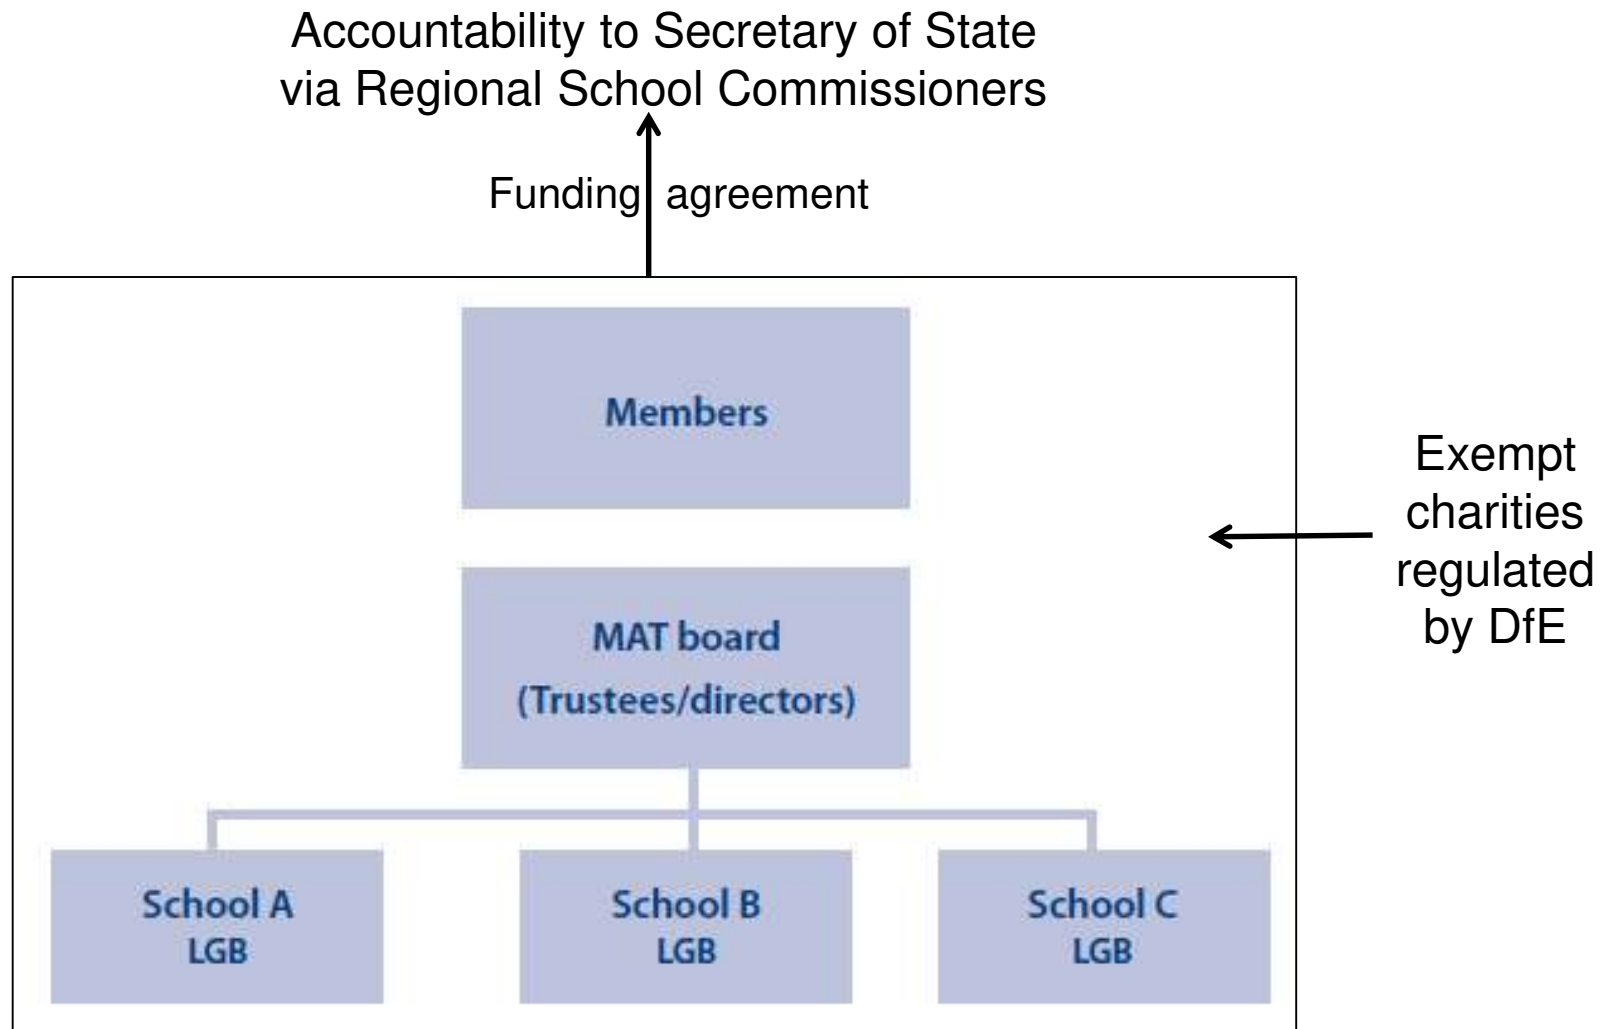 Accountability to Secretary of State
via Regional School Commissioners
Funding agreement
Members
Exempt
charities
regulated
by DfE
MAT board
(Trustees/directors)
School A
LGB
School B
LGB
School C
LGB